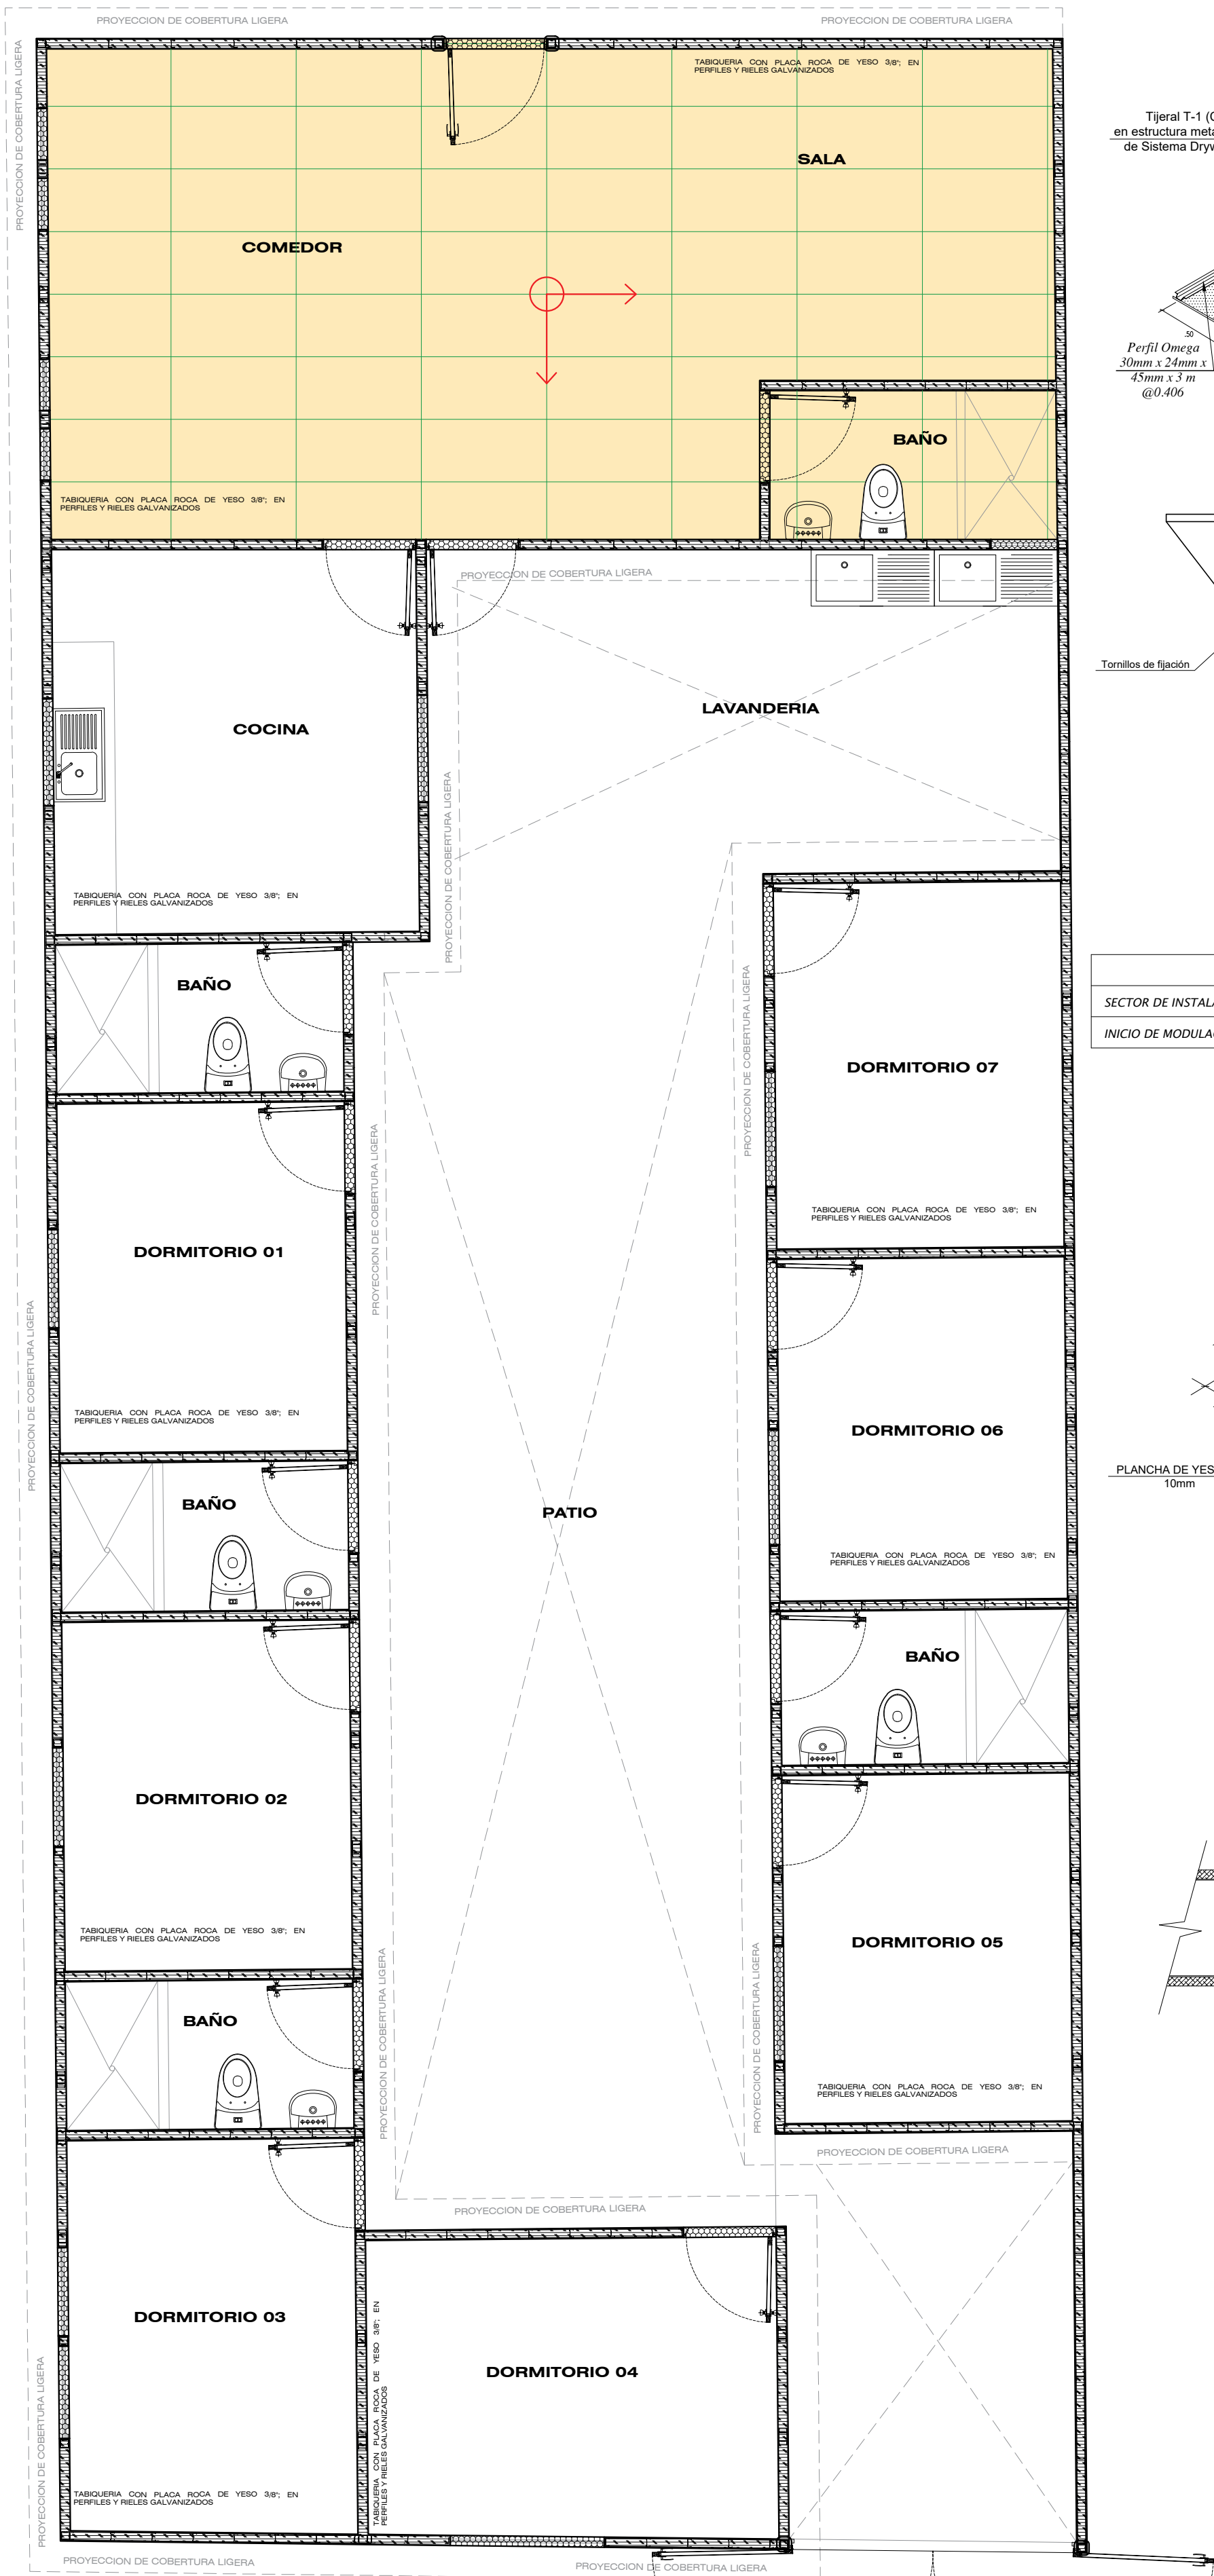 PROYECCION DE COBERTURA LIGERA
PROYECCION DE COBERTURA LIGERA
PROYECCION DE COBERTURA LIGERA
TABIQUERIA CON PLACA ROCA DE YESO 3/8"; EN
PERFILES Y RIELES GALVANIZADOS
SALA
COMEDOR
BAÑO
TABIQUERIA CON PLACA ROCA DE YESO 3/8"; EN
PERFILES Y RIELES GALVANIZADOS
Tijeral T-1 (C
en estructura meta
de Sistema Dryw
.50
Perfil Omega
30mm x 24mm x
45mm x 3 m
@0.406
Tornillos de fijación
PROYECCION DE COBERTURA LIGERA
COCINA
LAVANDERIA
PROYECCION DE COBERTURA LIGERA
TABIQUERIA CON PLACA ROCA DE YESO 3/8"; EN
PERFILES Y RIELES GALVANIZADOS
BAÑO
PROYECCION DE COBERTURA LIGERA
SECTOR DE INSTALA
INICIO DE MODULA
DORMITORIO 07
TABIQUERIA CON PLACA ROCA DE YESO 3/8"; EN
PERFILES Y RIELES GALVANIZADOS
PROYECCION DE COBERTURA LIGERA
DORMITORIO 01
PROYECCION DE COBERTURA LIGERA
TABIQUERIA CON PLACA ROCA DE YESO 3/8"; EN
PERFILES Y RIELES GALVANIZADOS
DORMITORIO 06
PLANCHA DE YES
10mm
BAÑO
PATIO
TABIQUERIA CON PLACA ROCA DE YESO 3/8"; EN
PERFILES Y RIELES GALVANIZADOS
BAÑO
DORMITORIO 02
TABIQUERIA CON PLACA ROCA DE YESO 3/8"; EN
PERFILES Y RIELES GALVANIZADOS
DORMITORIO 05
PROYECCION DE COBERTURA LIGERA
PROYECCION DE COBERTURA LIGERA
BAÑO
TABIQUERIA CON PLACA ROCA DE YESO 3/8"; EN
PERFILES Y RIELES GALVANIZADOS
PROYECCION DE COBERTURA LIGERA
PROYECCION DE COBERTURA LIGERA
DORMITORIO 03
TABIQUERIA CON PLACA ROCA DE YESO 3/8"; EN
PERFILES Y RIELES GALVANIZADOS
DORMITORIO 04
PROYECCION DE COBERTURA LIGERA
TABIQUERIA CON PLACA ROCA DE YESO 3/8"; EN
PERFILES Y RIELES GALVANIZADOS
PROYECCION DE COBERTURA LIGERA
PROYECCION DE COBERTURA LIGERA